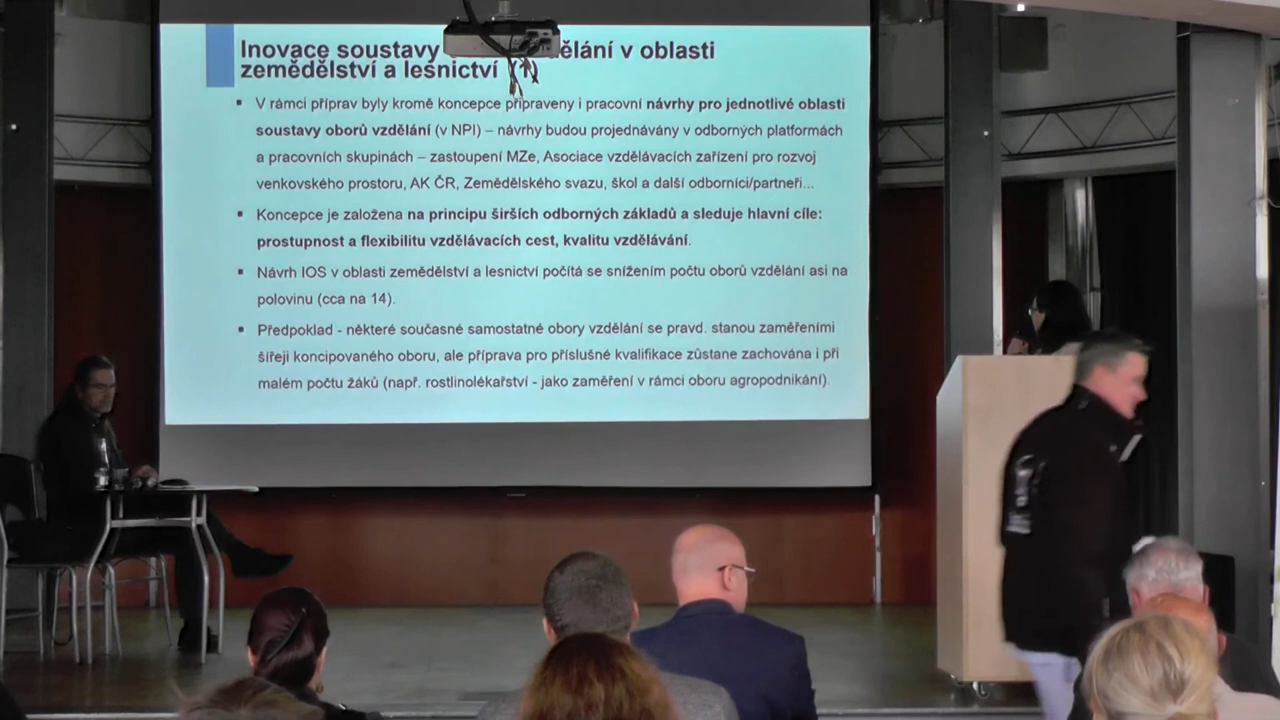 Inovace soustavy dělání v oblasti
zemědělství a lesnictví (1)
▪ V rámci příprav byly kromě koncepce připraveny i pracovní návrhy pro jednotlivé oblasti
soustavy oborů vzdělání (v NPI) – návrhy budou projednávány v odborných platformách
a pracovních skupinách – zastoupení MZe, Asociace vzdělávacích zařízení pro rozvoj
venkovského prostoru, AK ČR, Zemědělského svazu, škol a další odborníci/partneři...
▪ Koncepce je založena na principu širších odborných základů a sleduje hlavní cíle:
prostupnost a flexibilitu vzdělávacích cest, kvalitu vzdělávání.
▪ Návrh IOS v oblasti zemědělství a lesnictví počítá se snížením počtu oborů vzdělání asi na
polovinu (cca na 14).
▪ Předpoklad - některé současné samostatné obory vzdělání se pravd. stanou zaměřeními
šířeji koncipovaného oboru, ale příprava pro příslušné kvalifikace zůstane zachována i při
malém počtu žáků (např. rostlinolékařství - jako zaměření v rámci oboru agropodnikání).